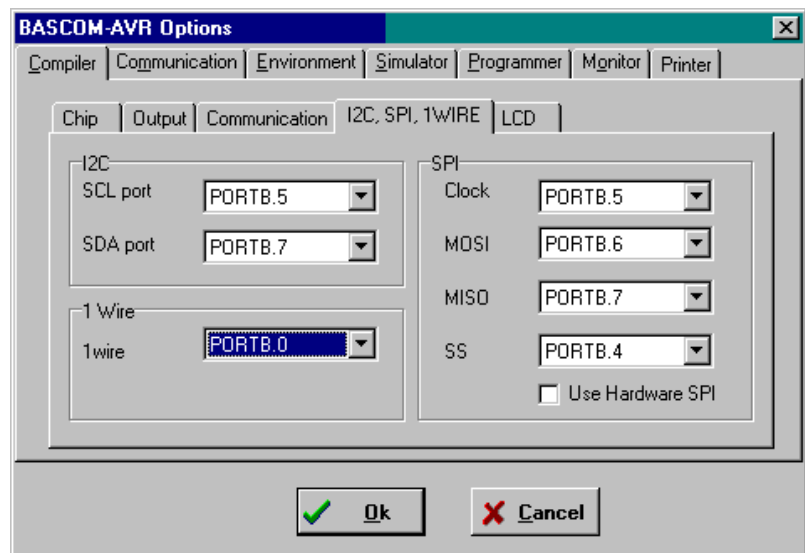 BASCOM-AVR Options
Compiler Communication Environment Simulator Programmer Monitor Printer
Chip Output Communication I2C, SPI, 1WIRE LCD
I2C
SCL port PORTB.5
SDA port PORTB.7
1 Wire
1wire PORTB.0
SPI
Clock PORTB.5
MOSI PORTB.6
MISO PORTB.7
SS PORTB.4
Use Hardware SPI
Ok Cancel